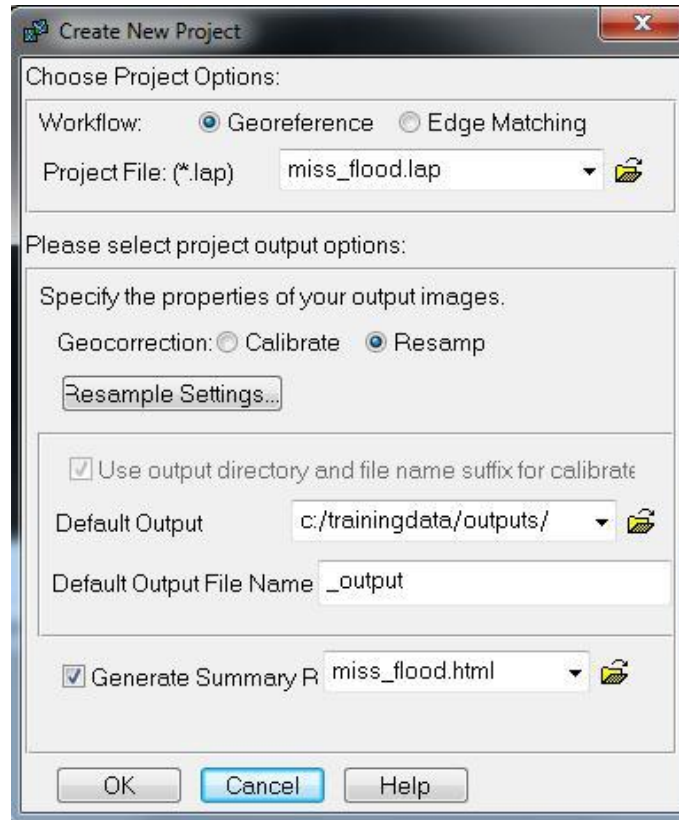 Create New Project
Choose Project Options:
Workflow: Georeference Edge Matching
Project File: (*.lap) miss_flood.lap
Please select project output options:
Specify the properties of your output images.
Geocorrection: Calibrate Resamp
Resample Settings...
Use output directory and file name suffix for calibrate
Default Output c:/trainingdata/outputs/
Default Output File Name _output
Generate Summary R miss_flood.html
OK Cancel Help